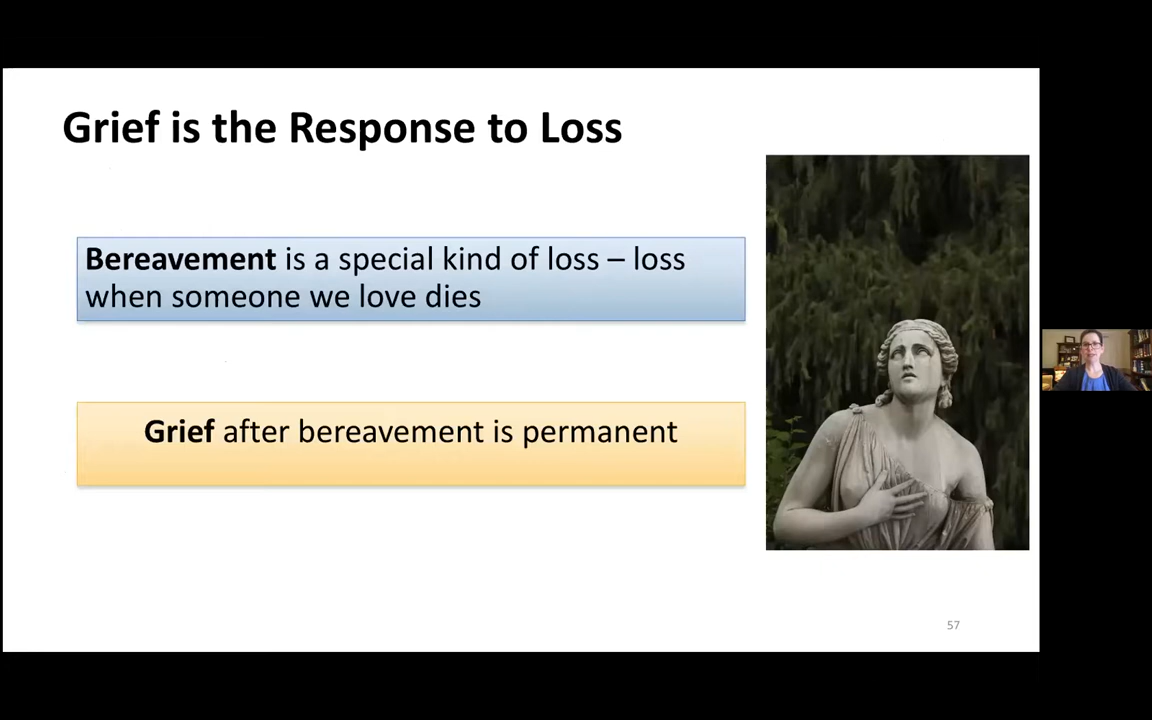 Grief is the Response to Loss
Bereavement is a special kind of loss – loss
when someone we love dies
Grief after bereavement is permanent
57